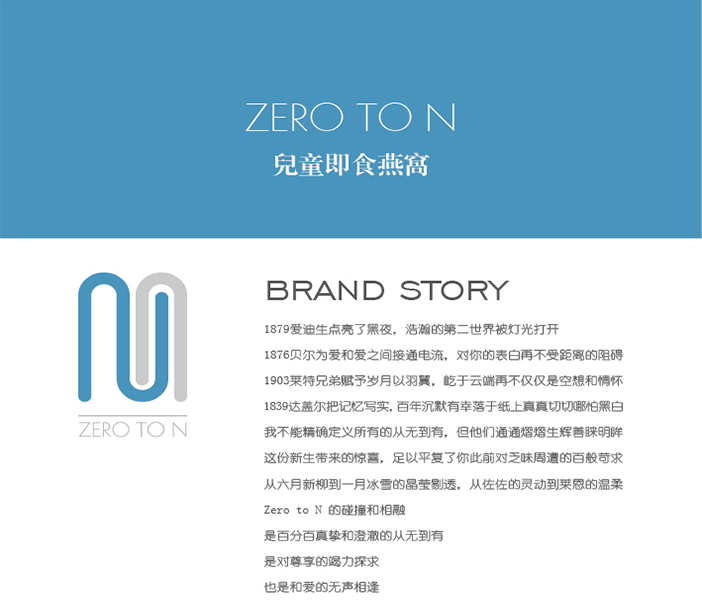 ZERO TO N
兒童即食燕窩
ZERO TO N
BRAND STORY
1879爱迪生点亮了黑夜，浩瀚的第二世界被灯光打开
1876贝尔为爱和爱之间接通电流，对你的表白再不受距离的阻碍
1903莱特兄弟赋予岁月以羽翼，屹于云端再不仅仅是空想和情怀
1839达盖尔把记忆写实，百年沉默有幸落于纸上真真切切哪怕黑白
我不能精确定义所有的从无到有，但他们通通熠熠生辉善睐明眸
这份新生带来的惊喜，足以平复了你此前对乏味周遭的百般苛求
从六月新柳到一月冰雪的晶莹剔透，从佐佐的灵动到莱恩的温柔
Zero to N 的碰撞和相融
是百分百真挚和澄澈的从无到有
是对尊享的竭力探求
也是和爱的无声相逢